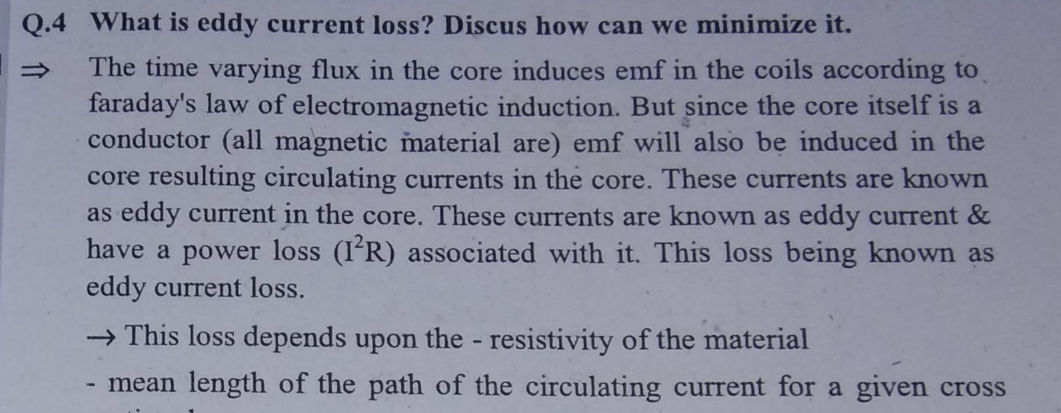 Q.4 What is eddy current loss? Discus how can we minimize it.
⇒ The time varying flux in the core induces emf in the coils according to
faraday's law of electromagnetic induction. But since the core itself is a
conductor (all magnetic material are) emf will also be induced in the
core resulting circulating currents in the core. These currents are known
as eddy current in the core. These currents are known as eddy current &
have a power loss (I²R) associated with it. This loss being known as
eddy current loss.
→ This loss depends upon the - resistivity of the material
- mean length of the path of the circulating current for a given cross